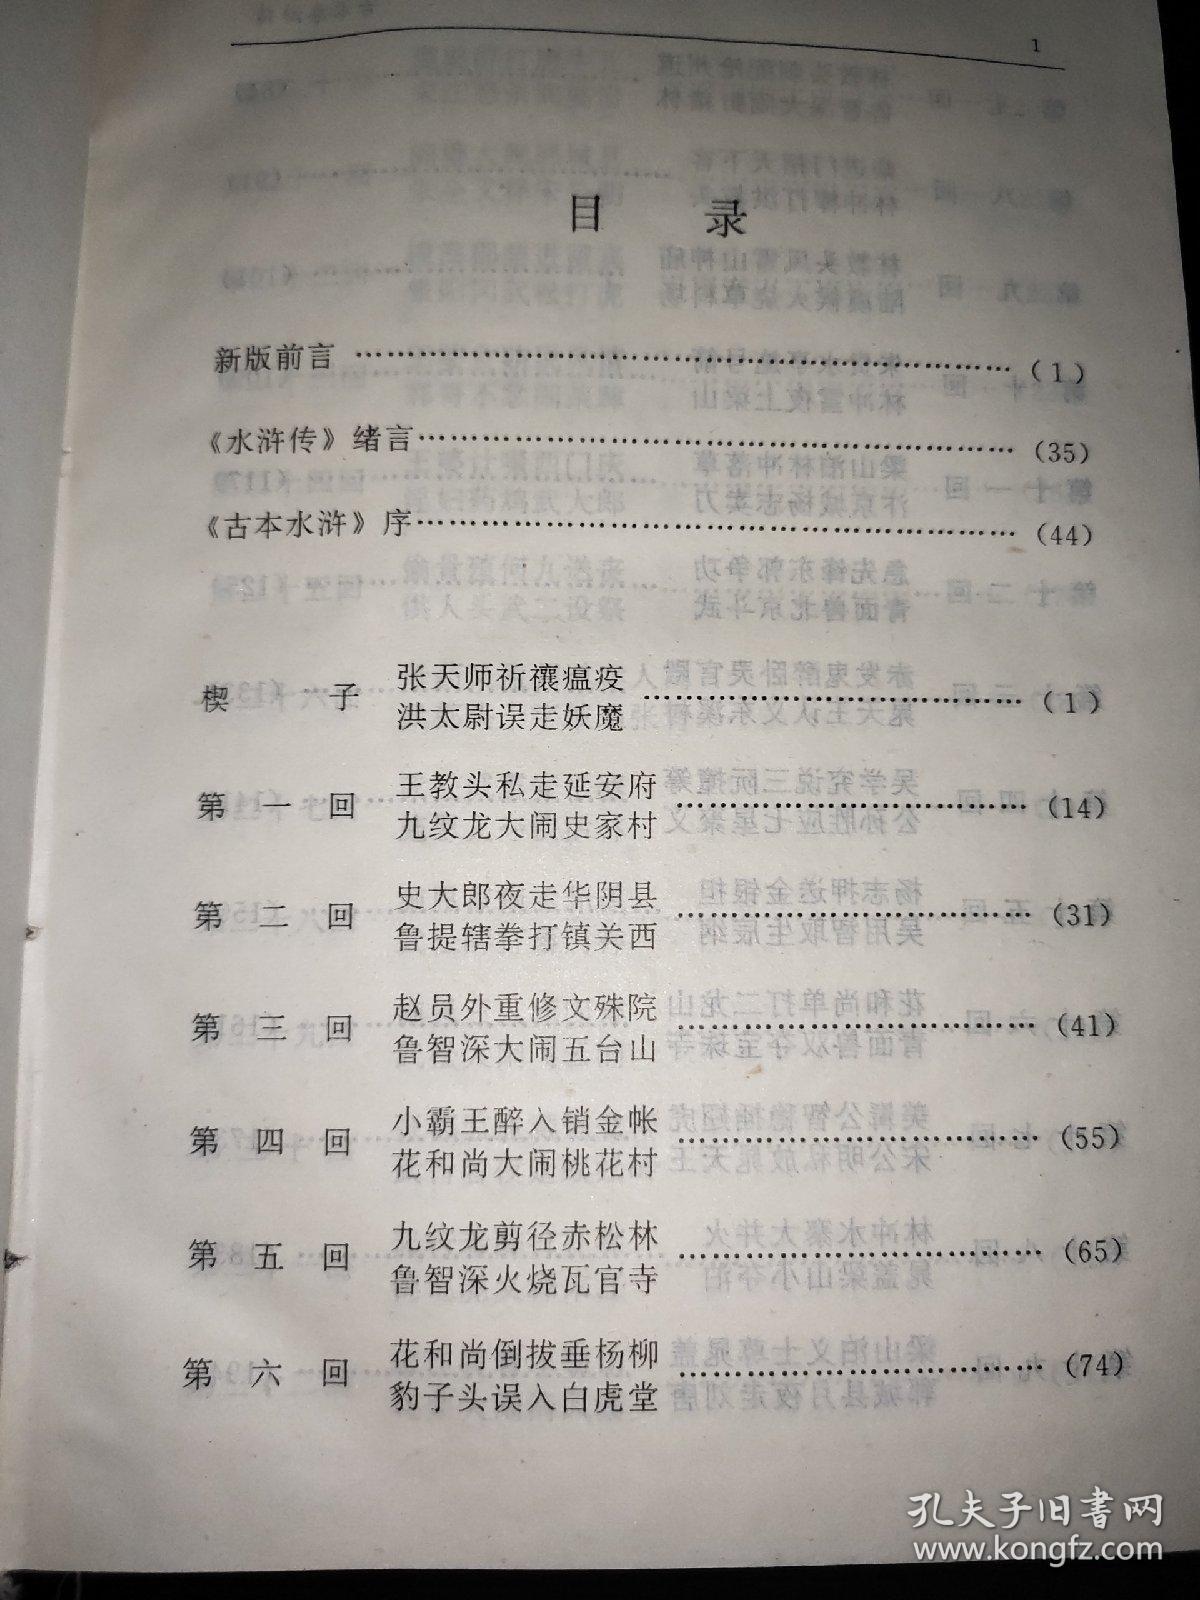 1
目 录
新版前言 ………………………………………………………… (1)
《水浒传》绪言………………………………………………… (35)
《古本水浒》序………………………………………………… (44)
楔 子 张天师祈禳瘟疫
洪太尉误走妖魔 ……………………………… (1)
第 一 回 王教头私走延安府
九纹龙大闹史家村 …………………………… (14)
第 二 回 史大郎夜走华阴县
鲁提辖拳打镇关西 …………………………… (31)
第 三 回 赵员外重修文殊院
鲁智深大闹五台山 …………………………… (41)
第 四 回 小霸王醉入销金帐
花和尚大闹桃花村 …………………………… (55)
第 五 回 九纹龙剪径赤松林
鲁智深火烧瓦官寺 …………………………… (65)
第 六 回 花和尚倒拔垂杨柳
豹子头误入白虎堂 …………………………… (74)
孔夫子旧书网
www.kongfz.com